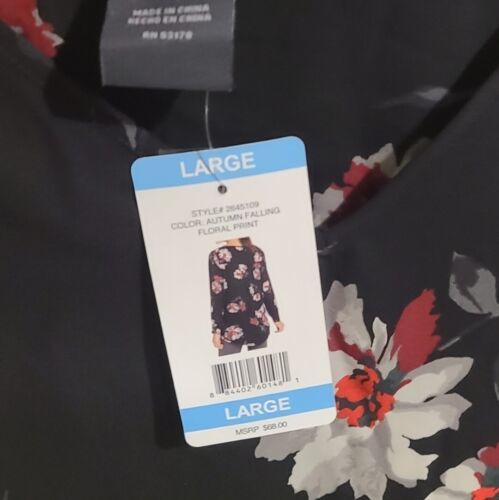 MADE IN CHINA
HECHO EN CHINA
RN 53179
LARGE
STYLE# 2645109
COLOR: AUTUMN FALLING
FLORAL PRINT
8 84402 60148 1
LARGE
MSRP $68.00